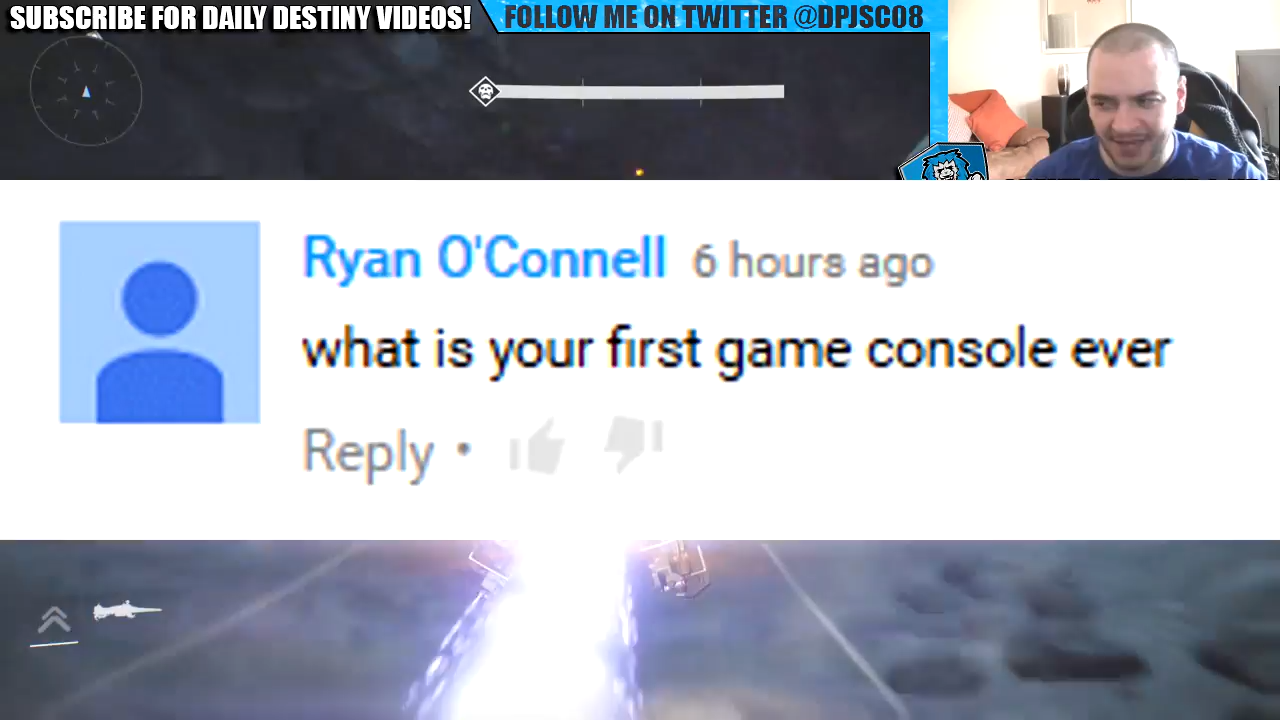 SUBSCRIBE FOR DAILY DESTINY VIDEOS!
FOLLOW ME ON TWITTER @DPJSC08
Ryan O'Connell 6 hours ago
what is your first game console ever
Reply •